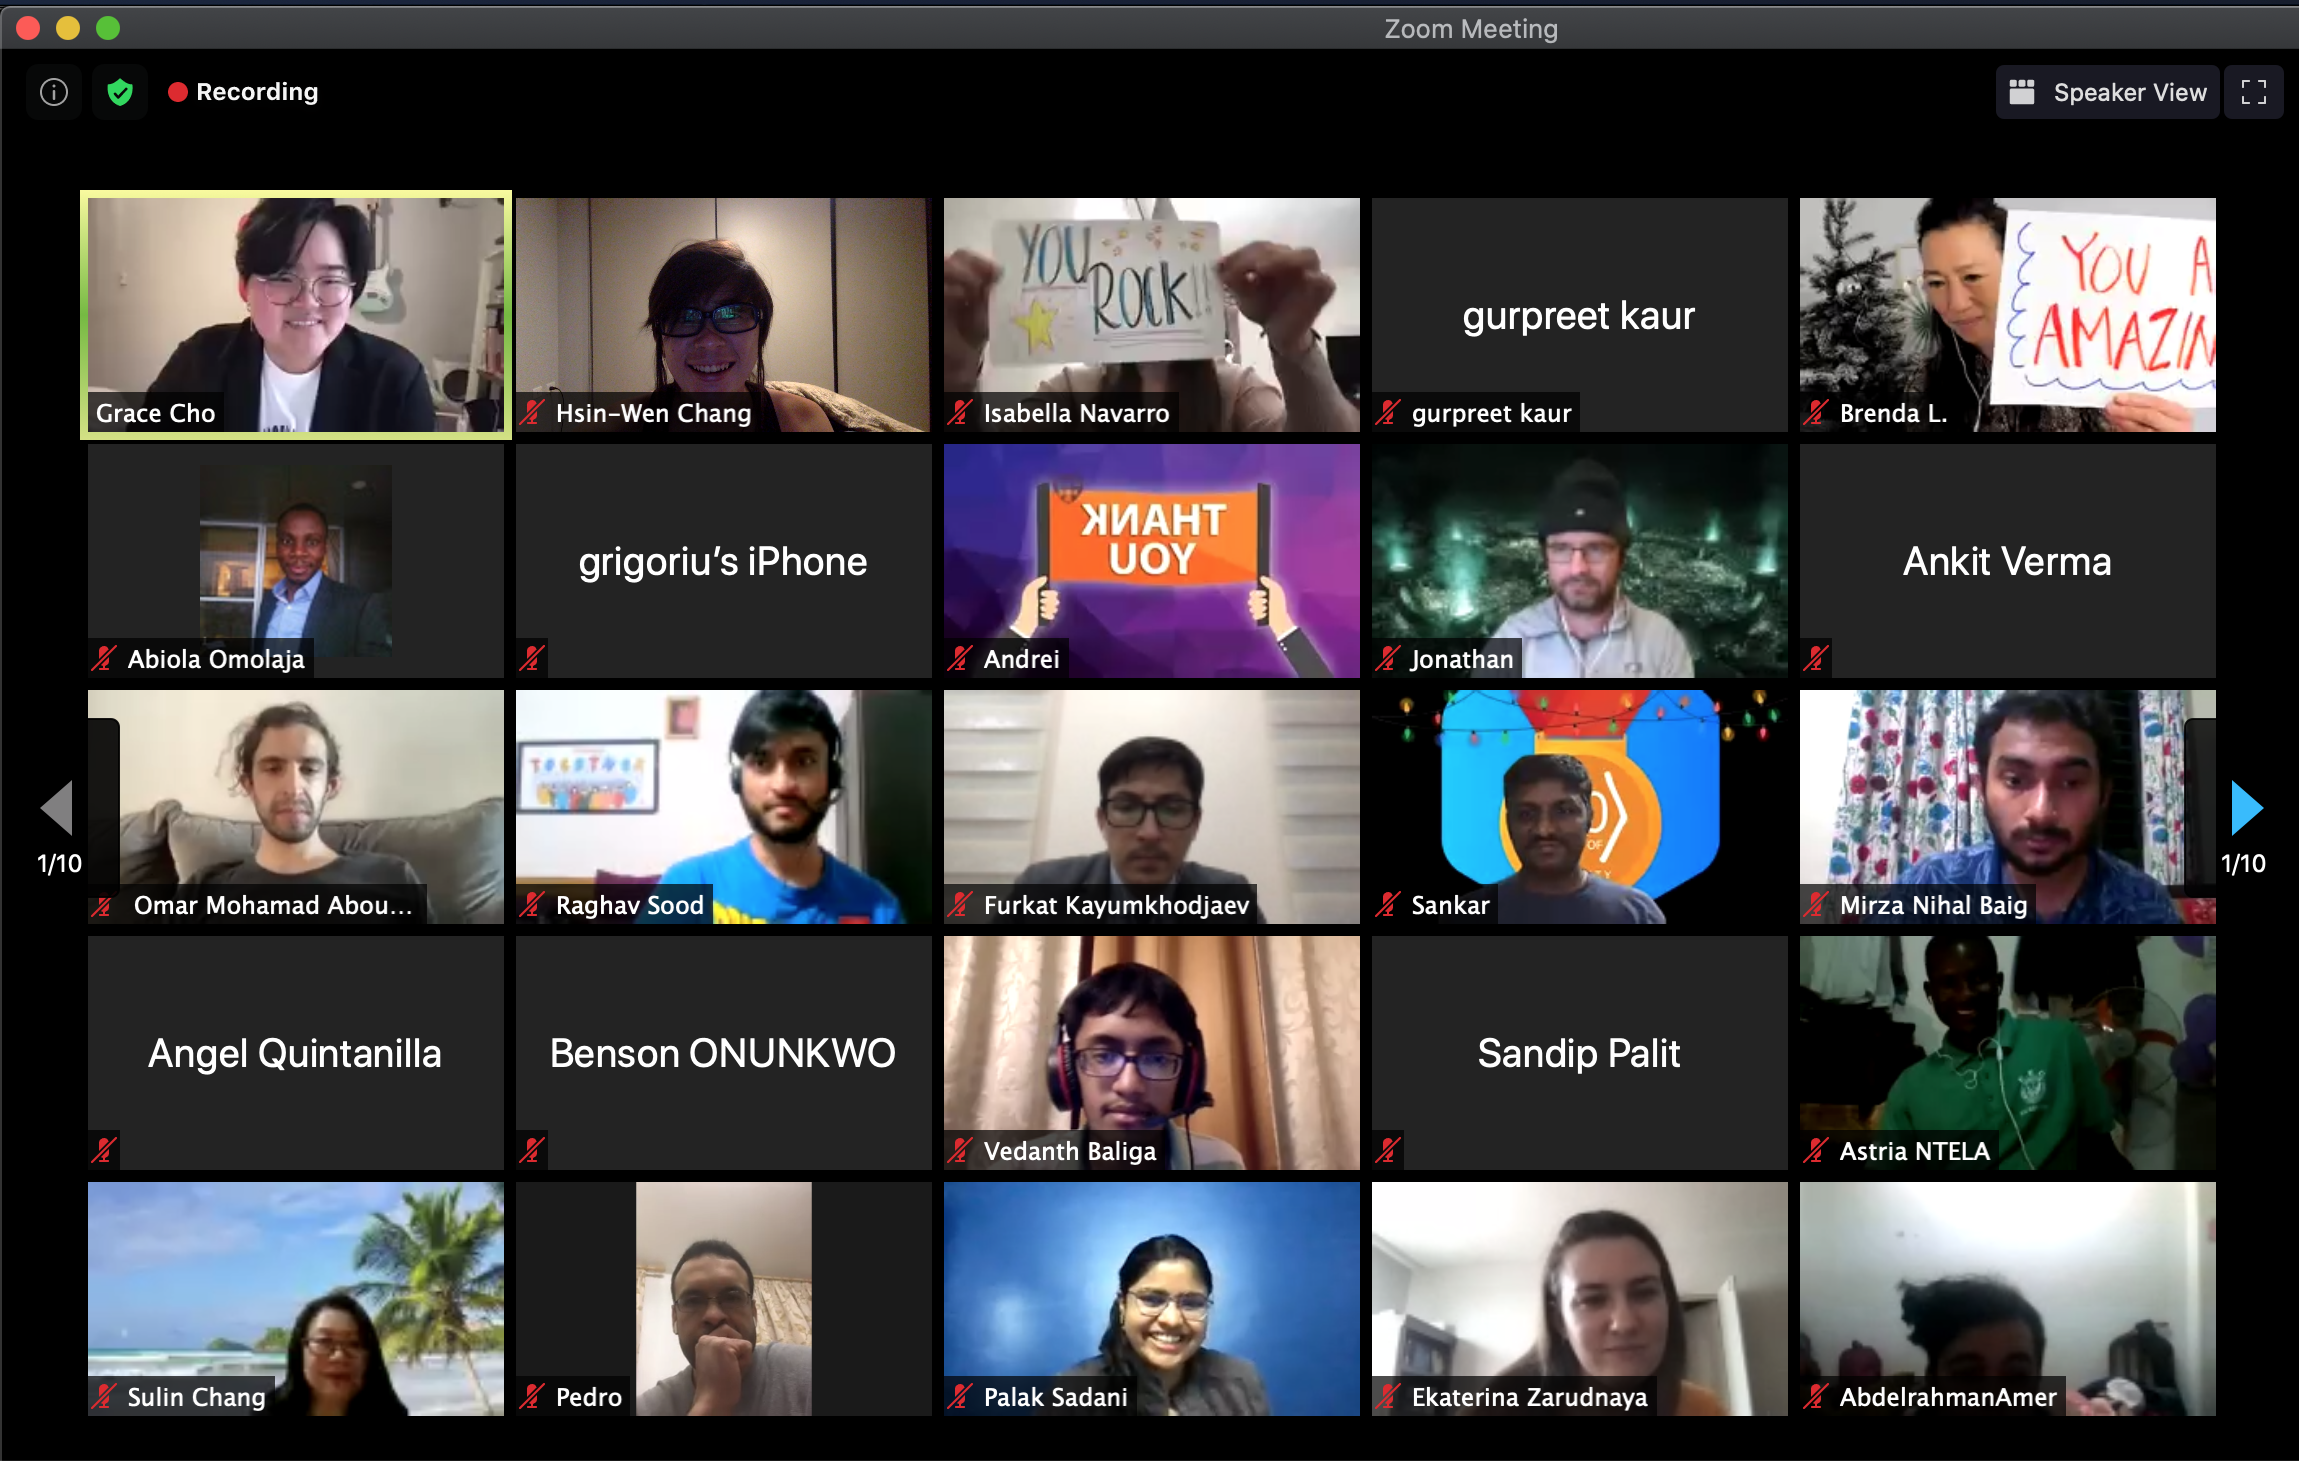 Zoom Meeting
Recording
Speaker View
Grace Cho
Hsin-Wen Chang
YOU
ROCK!!
Isabella Navarro
gurpreet kaur
gurpreet kaur
YOU A
AMAZIN
Brenda L.
Abiola Omolaja
grigoriu's iPhone
THANK
YOU
Andrei
Jonathan
Ankit Verma
1/10
Omar Mohamad Abou...
TOGETHER
Raghav Sood
Furkat Kayumkhodjaev
OF
Sankar
Mirza Nihal Baig
1/10
Angel Quintanilla
Benson ONUNKWO
Vedanth Baliga
Sandip Palit
Astria NTELA
Sulin Chang
Pedro
Palak Sadani
Ekaterina Zarudnaya
AbdelrahmanAmer